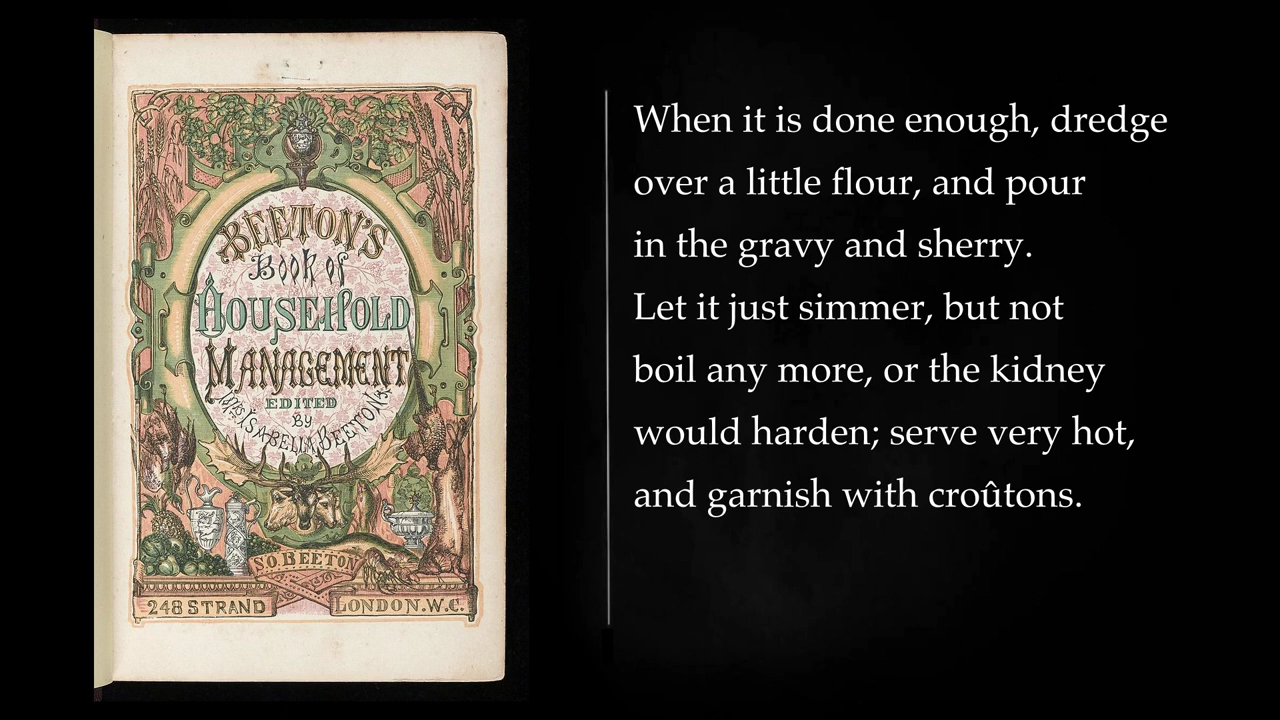 BEETON'S
Book of
HOUSEHOLD
MANAGEMENT
EDITED
BY
MRS ISABELLA BEETON
S.O. BEETON
248 STRAND
LONDON. W.C.
When it is done enough, dredge
over a little flour, and pour
in the gravy and sherry.
Let it just simmer, but not
boil any more, or the kidney
would harden; serve very hot,
and garnish with croûtons.